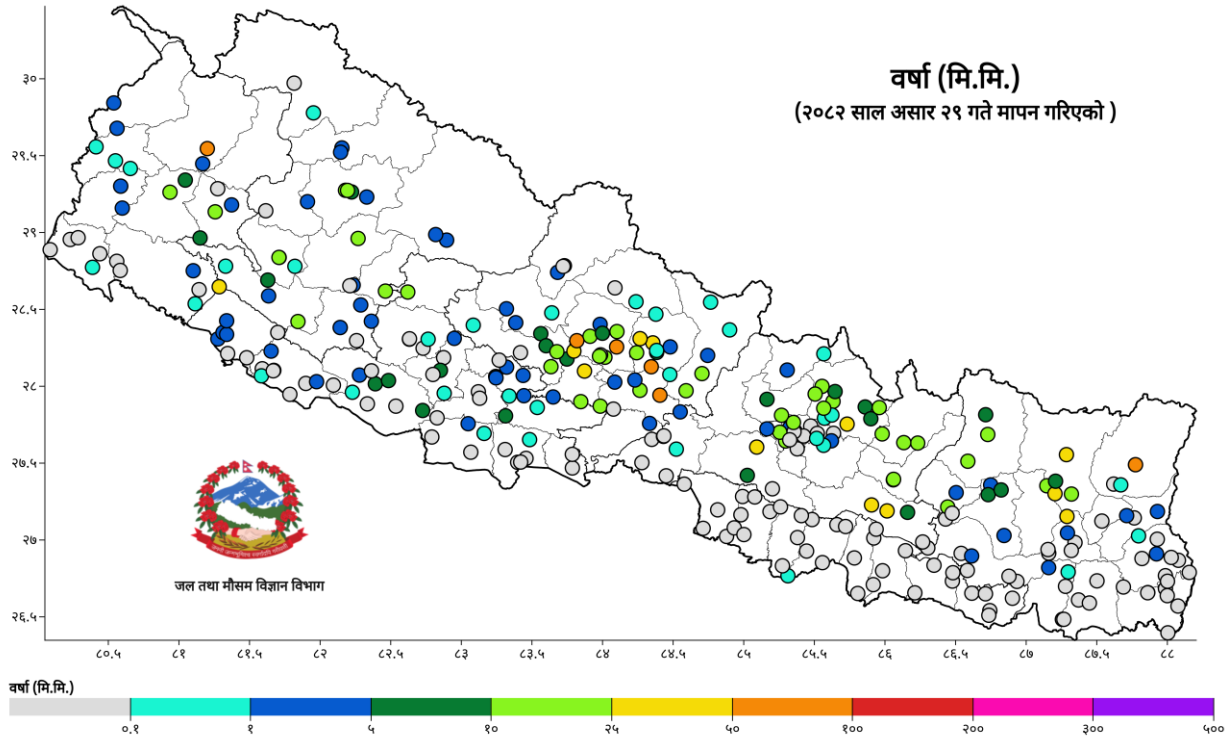 वर्षा (मि.मि.)
(२०८२ साल असार २९ गते मापन गरिएको )
३०
२९.५
२९
२८.५
२८
२७.५
२७
२६.५
जल तथा मौसम विज्ञान विभाग
८०.५ ८१ ८१.५ ८२ ८२.५ ८३ ८३.५ ८४ ८४.५ ८५ ८५.५ ८६ ८६.५ ८७ ८७.५ ८८
वर्षा (मि.मि.)
०.१ १ ५ १० २५ ५० १०० २०० ३०० ५००